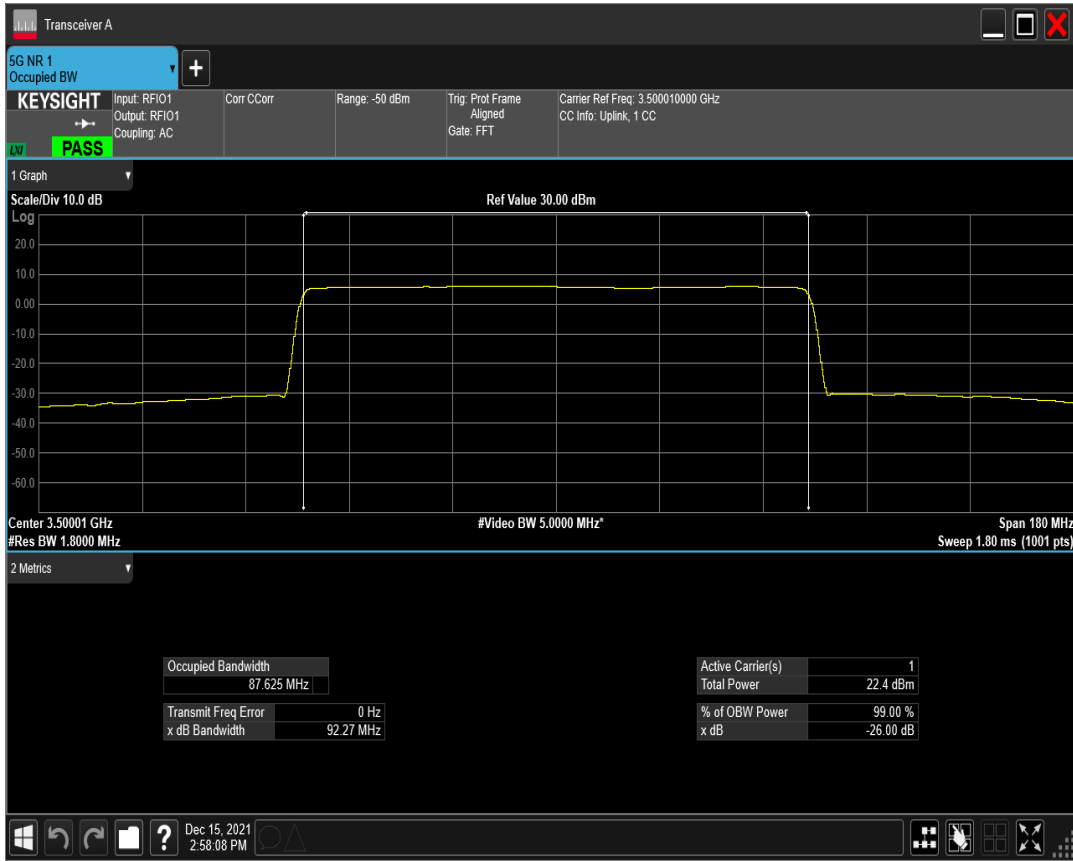 Transceiver A
5G NR 1
Occupied BW
+
KEYSIGHT
LXI
PASS
Input: RFIO1
Output: RFIO1
Coupling: AC
Corr CCorr
Range: -50 dBm
Trig: Prot Frame
Aligned
Gate: FFT
Carrier Ref Freq: 3.500010000 GHz
CC Info: Uplink, 1 CC
1 Graph
Scale/Div 10.0 dB
Ref Value 30.00 dBm
Log
20.0
10.0
0.00
-10.0
-20.0
-30.0
-40.0
-50.0
-60.0
Center 3.50001 GHz
#Video BW 5.0000 MHz*
Span 180 MHz
#Res BW 1.8000 MHz
Sweep 1.80 ms (1001 pts)
2 Metrics
Occupied Bandwidth
87.625 MHz
Transmit Freq Error 0 Hz
x dB Bandwidth 92.27 MHz
Active Carrier(s) 1
Total Power 22.4 dBm
% of OBW Power 99.00 %
x dB -26.00 dB
?
Dec 15, 2021
2:58:08 PM